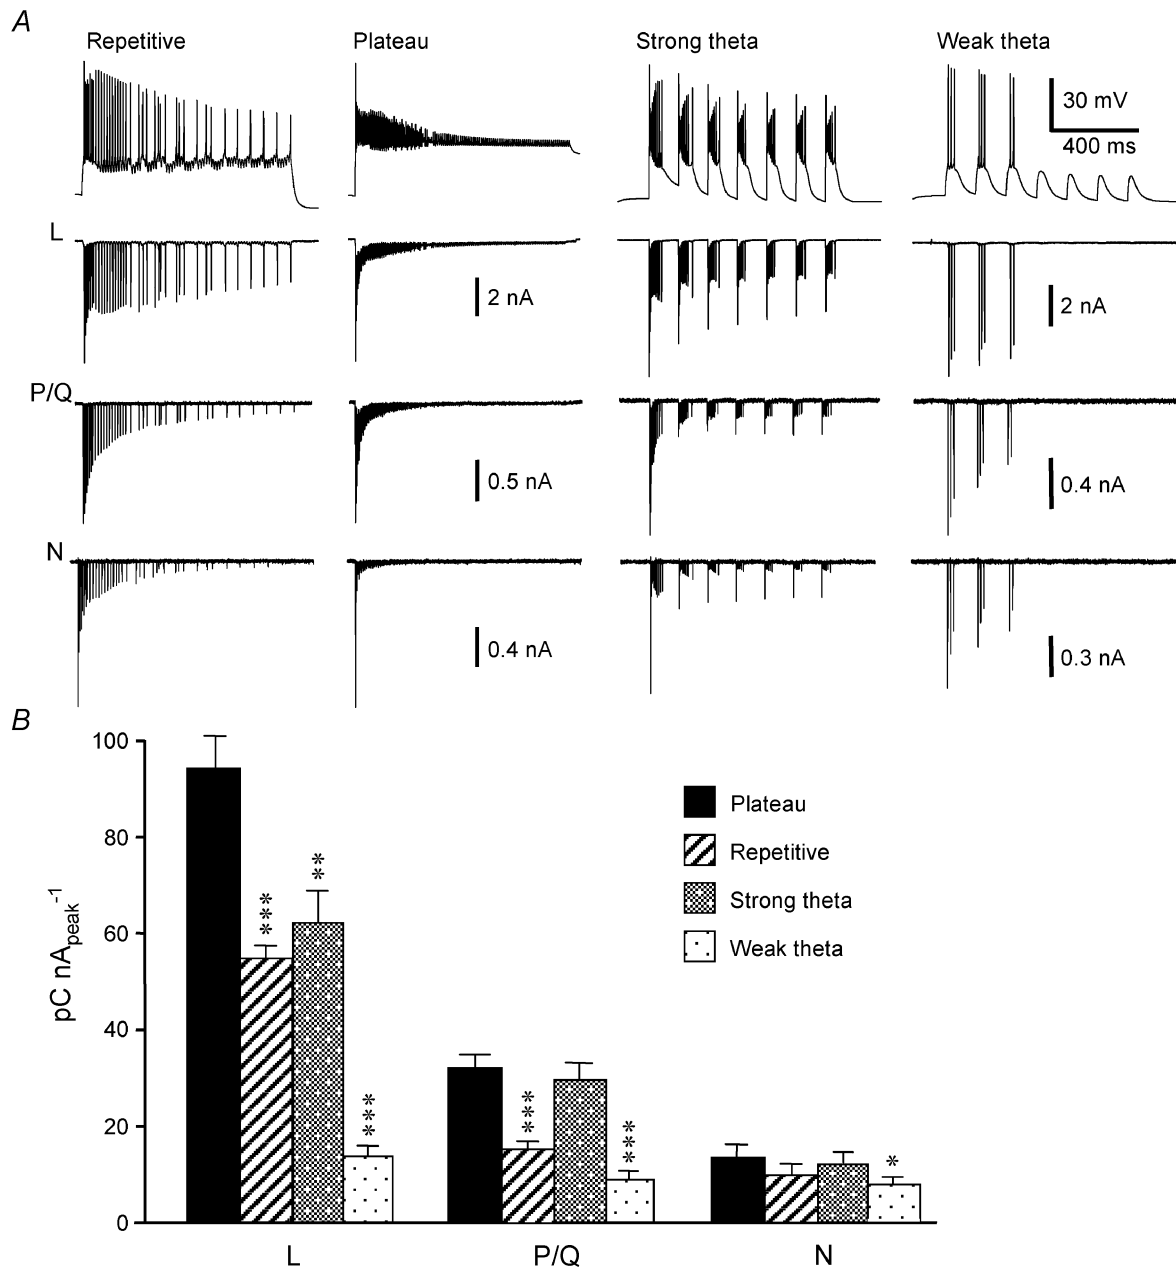 A
Repetitive Plateau Strong theta Weak theta
30 mV
400 ms
L
2 nA 2 nA
P/Q
0.5 nA 0.4 nA
N
0.4 nA 0.3 nA
B
100
80
60
40
20
0
pC nApeak-1
Plateau
Repetitive
Strong theta
Weak theta
***
**
***
***
***
*
L P/Q N